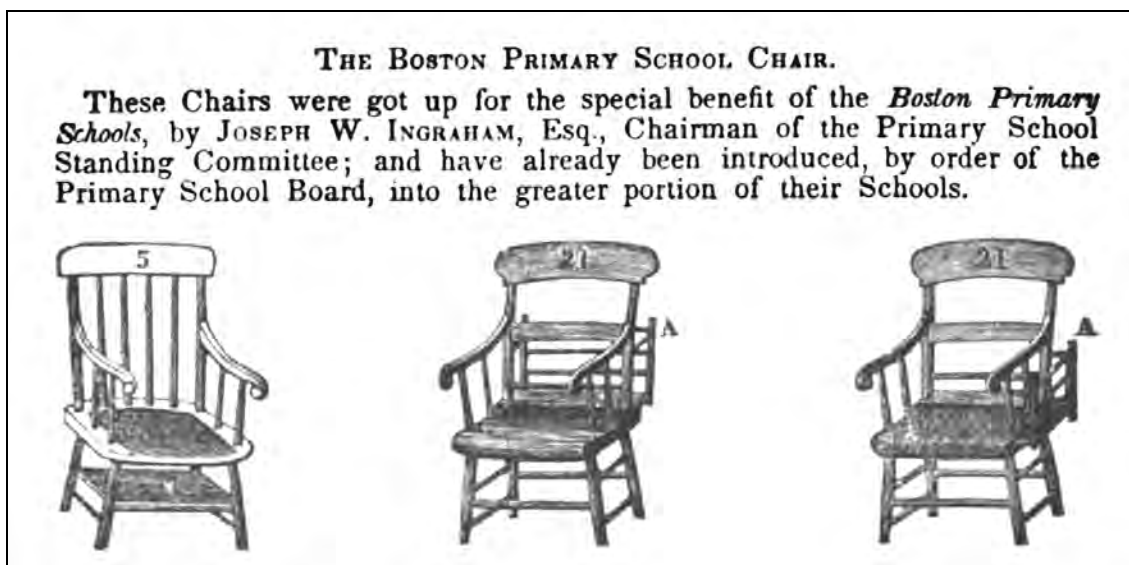 THE BOSTON PRIMARY SCHOOL CHAIR.
These Chairs were got up for the special benefit of the Boston Primary
Schools, by JOSEPH W. INGRAHAM, Esq., Chairman of the Primary School
Standing Committee; and have already been introduced, by order of the
Primary School Board, into the greater portion of their Schools.
5 21 21
A A